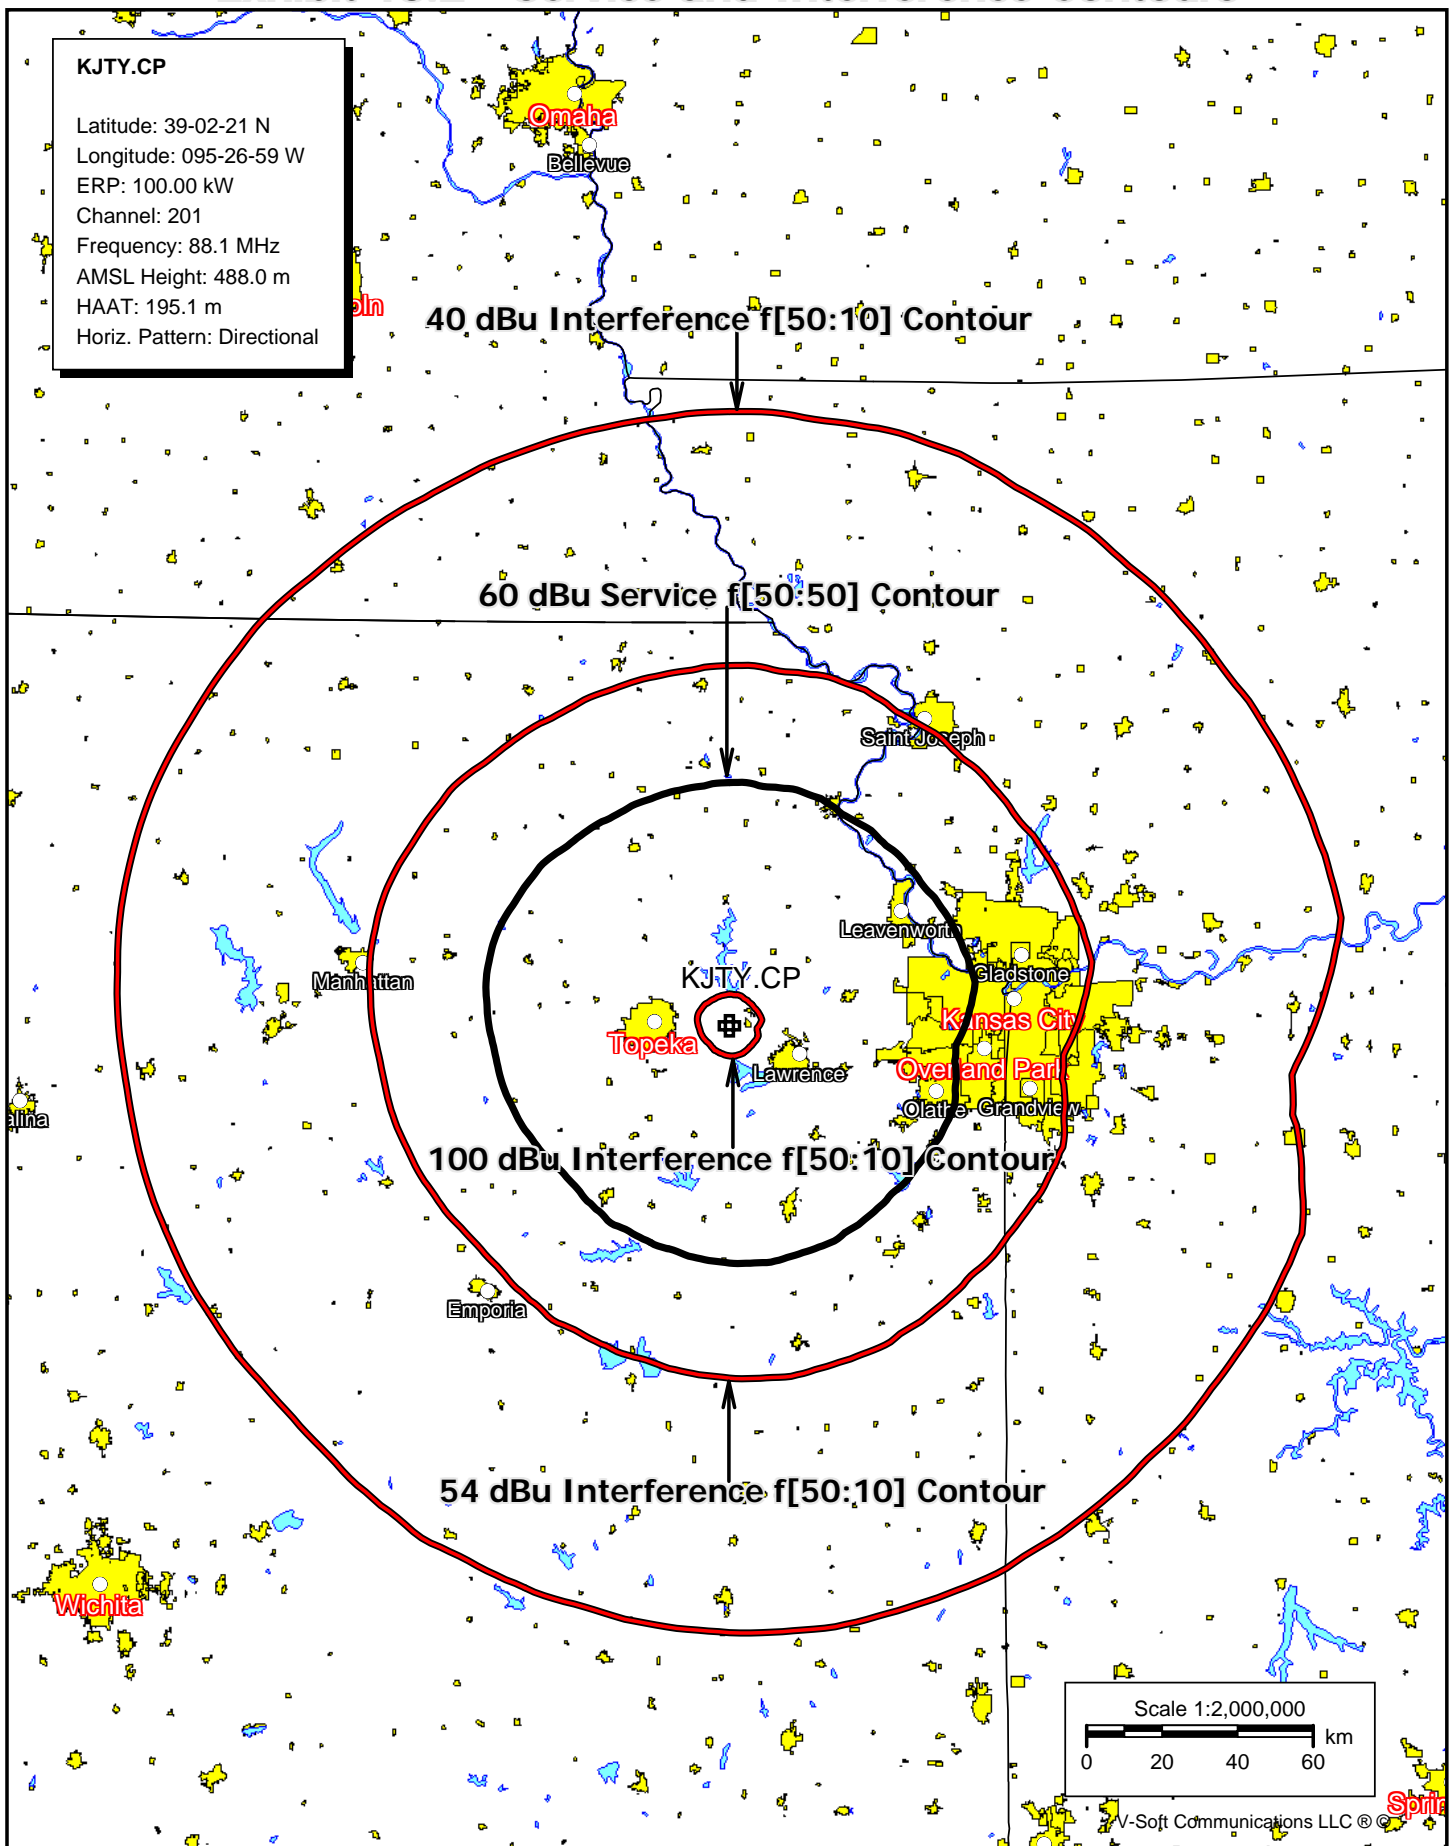 KJTY.CP
Latitude: 39-02-21 N
Longitude: 095-26-59 W
ERP: 100.00 kW
Channel: 201
Frequency: 88.1 MHz
AMSL Height: 488.0 m
HAAT: 195.1 m
Horiz. Pattern: Directional
Omaha
Bellevue
oln
40 dBu Interference f[50:10] Contour
60 dBu Service f[50:50] Contour
Saint Joseph
Leavenworth
Gladstone
Manhattan
KJTY.CP
Kansas City
Topeka
Lawrence
Overland Park
Olathe
Grandview
alina
100 dBu Interference f[50:10] Contour
Emporia
54 dBu Interference f[50:10] Contour
Wichita
Scale 1:2,000,000
km
0 20 40 60
Sprin
V-Soft Communications LLC ® ©